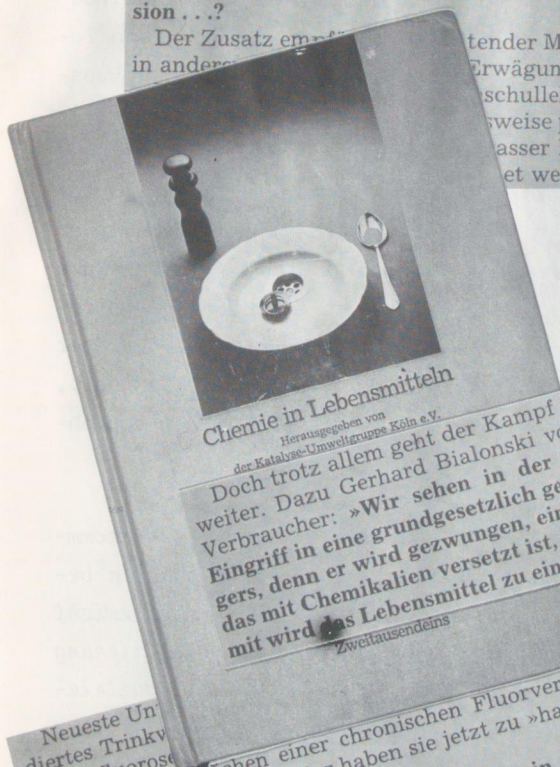 sion . . .?
Der Zusatz
tender M
in
Erwägun
schulle
sweise
asser
et we
Chemie in Lebensmitteln
Herausgegeben von
der Katalyse-Umweltgruppe Köln e.V.
Doch trotz allem geht der Kampf
weiter. Dazu Gerhard Bialonski
Verbraucher: »Wir sehen in der
Eingriff in eine grundgesetzlich ge
gers, denn er wird gezwungen, ein
das mit Chemikalien versetzt ist,
mit wird das Lebensmittel zu ein
Zweitausendeins
Neueste Un
diertes Trinkw
einer chronischen Fluorver
haben sie jetzt zu »ha